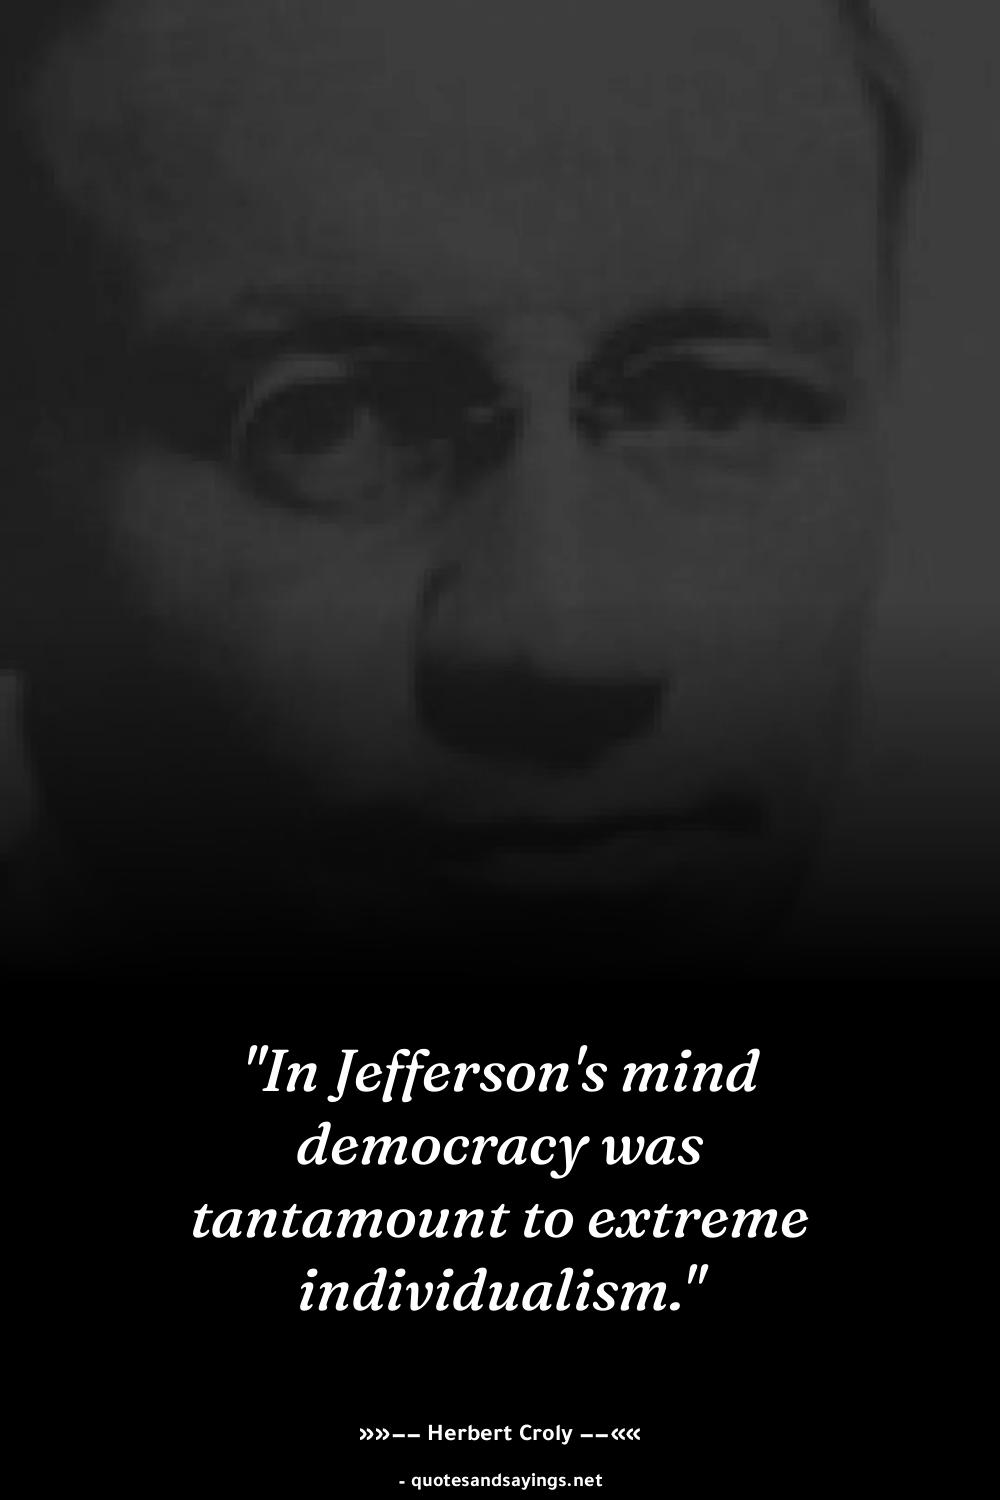 "In Jefferson's mind
democracy was
tantamount to extreme
individualism."
»»–– Herbert Croly ––««
- quotesandsayings.net